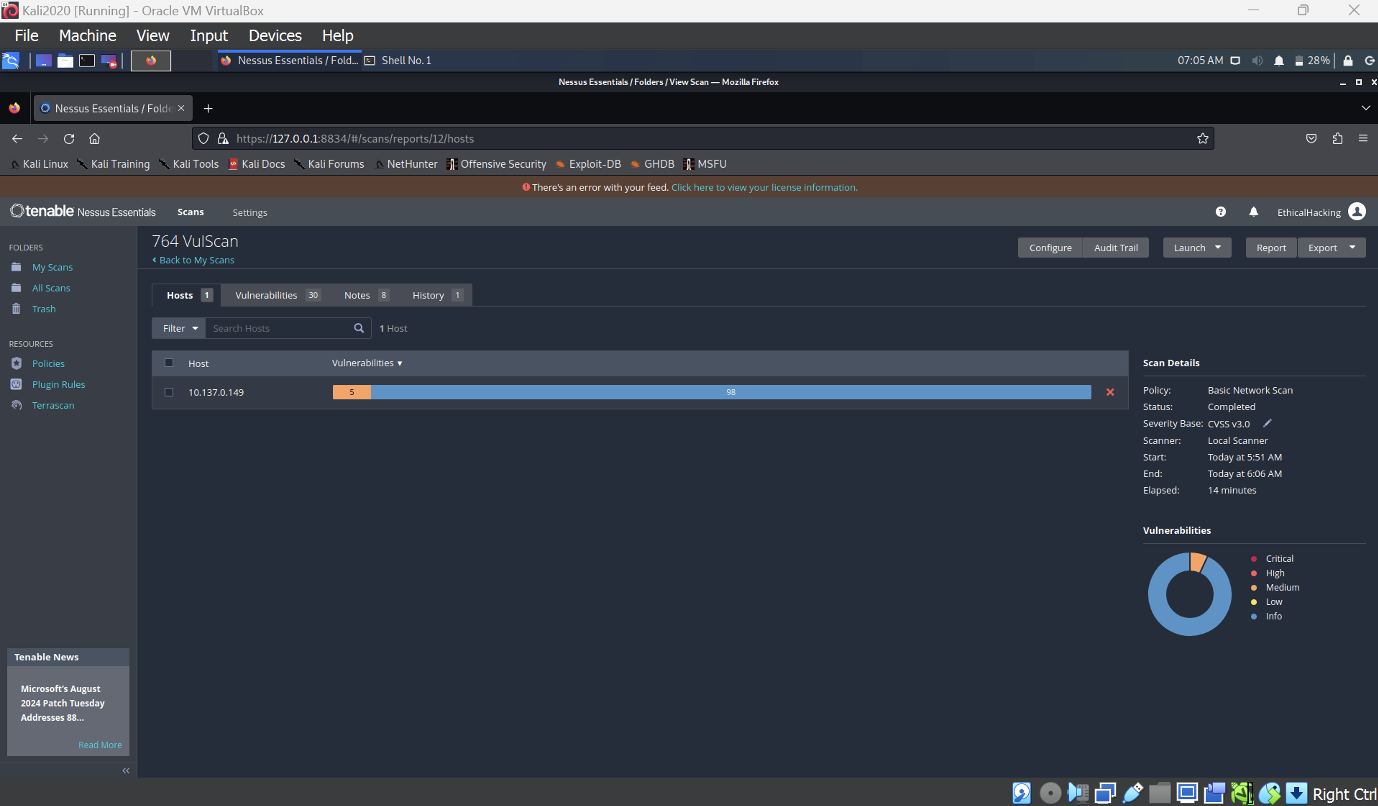 Kali2020 [Running] - Oracle VM VirtualBox
File Machine View Input Devices Help
Nessus Essentials / Fold... Shell No. 1 07:05 AM 28%
Nessus Essentials / Folders / View Scan — Mozilla Firefox
Nessus Essentials / Folde
https://127.0.0.1:8834/#/scans/reports/12/hosts
Kali Linux Kali Training Kali Tools Kali Docs Kali Forums NetHunter Offensive Security Exploit-DB GHDB MSFU
There's an error with your feed. Click here to view your license information.
tenable Nessus Essentials Scans Settings EthicalHacking
FOLDERS
My Scans
All Scans
Trash
RESOURCES
Policies
Plugin Rules
Terrascan
Tenable News
Microsoft's August
2024 Patch Tuesday
Addresses 88...
Read More
764 VulScan
Back to My Scans
Configure Audit Trail Launch Report Export
Hosts 1 Vulnerabilities 30 Notes 8 History 1
Filter Search Hosts 1 Host
Host Vulnerabilities
10.137.0.149 5 98
Scan Details
Policy: Basic Network Scan
Status: Completed
Severity Base: CVSS v3.0
Scanner: Local Scanner
Start: Today at 5:51 AM
End: Today at 6:06 AM
Elapsed: 14 minutes
Vulnerabilities
Critical
High
Medium
Low
Info
Right Ctrl